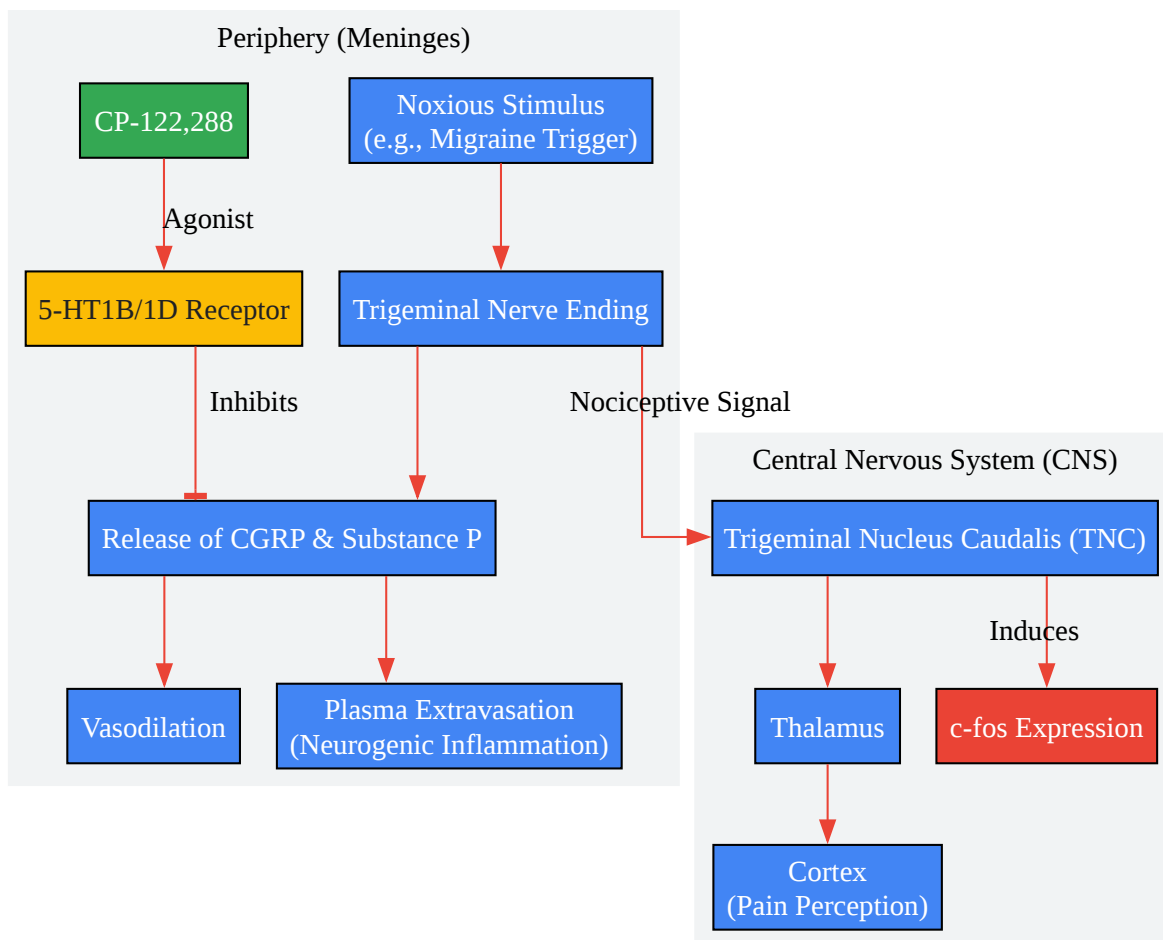 Periphery (Meninges)
CP-122,288
Noxious Stimulus
(e.g., Migraine Trigger)
Agonist
5-HT1B/1D Receptor
Trigeminal Nerve Ending
Inhibits
Nociceptive Signal
Central Nervous System (CNS)
Release of CGRP & Substance P
Trigeminal Nucleus Caudalis (TNC)
Induces
Vasodilation
Plasma Extravasation
(Neurogenic Inflammation)
Thalamus
c-fos Expression
Cortex
(Pain Perception)